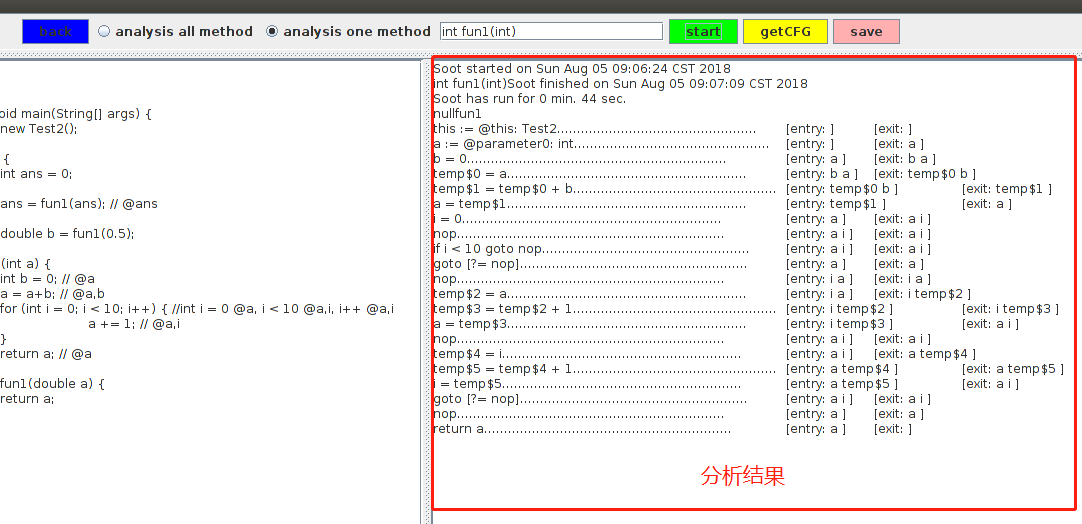 back analysis all method analysis one method int fun1(int) start getCFG save
oid main(String[] args) {
new Test2();
{
int ans = 0;
ans = fun1(ans); // @ans
double b = fun1(0.5);
(int a) {
int b = 0; // @a
a = a+b; // @a,b
for (int i = 0; i < 10; i++) { //int i = 0 @a, i < 10 @a,i, i++ @a,i
a += 1; // @a,i
}
return a; // @a
fun1(double a) {
return a;
Soot started on Sun Aug 05 09:06:24 CST 2018
int fun1(int)Soot finished on Sun Aug 05 09:07:09 CST 2018
Soot has run for 0 min. 44 sec.
nullfun1
this := @this: Test2.................................................. [entry: ] [exit: ]
a := @parameter0: int................................................. [entry: ] [exit: a ]
b = 0................................................................. [entry: a ] [exit: b a ]
temp$0 = a............................................................ [entry: b a ] [exit: temp$0 b ]
temp$1 = temp$0 + b................................................... [entry: temp$0 b ] [exit: temp$1 ]
a = temp$1............................................................ [entry: temp$1 ] [exit: a ]
i = 0................................................................. [entry: a ] [exit: a i ]
nop................................................................... [entry: a i ] [exit: a i ]
if i < 10 goto nop.................................................... [entry: a i ] [exit: a i ]
goto [?= nop]......................................................... [entry: a ] [exit: a ]
nop................................................................... [entry: i a ] [exit: i a ]
temp$2 = a............................................................ [entry: i a ] [exit: i temp$2 ]
temp$3 = temp$2 + 1................................................... [entry: i temp$2 ] [exit: i temp$3 ]
a = temp$3............................................................ [entry: i temp$3 ] [exit: a i ]
nop................................................................... [entry: a i ] [exit: a i ]
temp$4 = i............................................................ [entry: a i ] [exit: a temp$4 ]
temp$5 = temp$4 + 1................................................... [entry: a temp$4 ] [exit: a temp$5 ]
i = temp$5............................................................ [entry: a temp$5 ] [exit: a i ]
goto [?= nop]......................................................... [entry: a i ] [exit: a i ]
nop................................................................... [entry: a ] [exit: a ]
return a.............................................................. [entry: a ] [exit: ]
分析结果